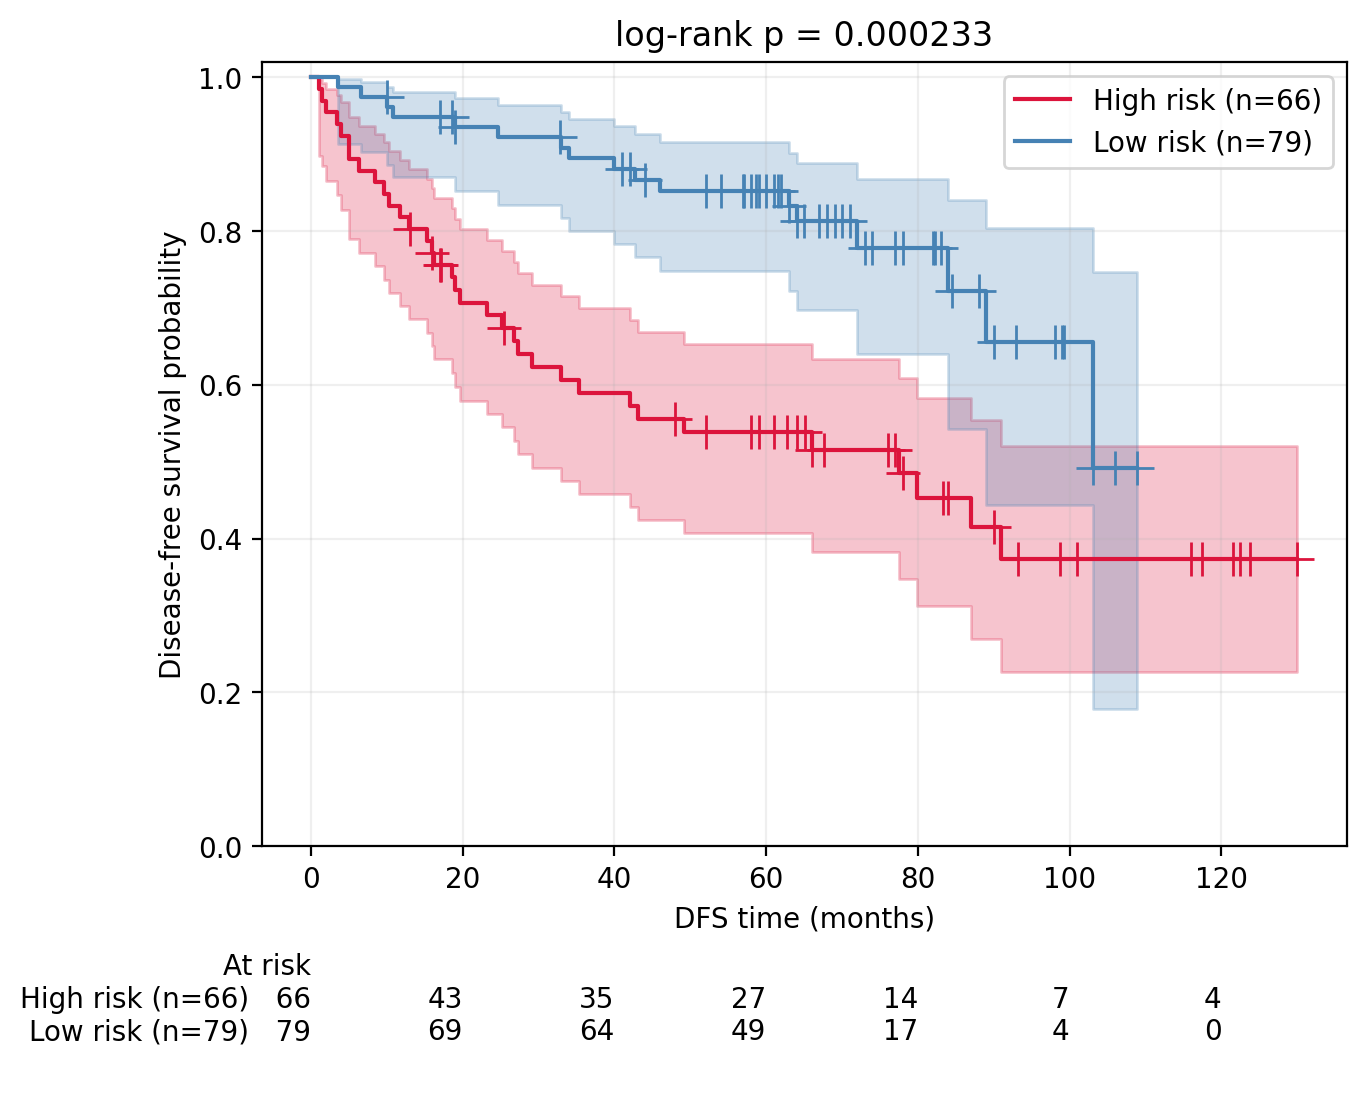 log-rank p = 0.000233
High risk (n=66)
Low risk (n=79)
Disease-free survival probability
1.0
0.8
0.6
0.4
0.2
0.0
0 20 40 60 80 100 120
DFS time (months)
At risk
High risk (n=66) 66 43 35 27 14 7 4
Low risk (n=79) 79 69 64 49 17 4 0